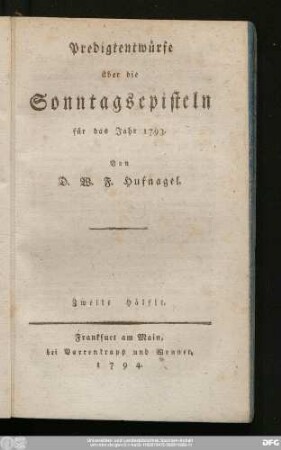 Predigtentwürfe
über die
Sonntagsepisteln
für das Jahr 1793.
Von
D. W. F. Hufnagel.
Zweite Hälfte.
Frankfurt am Main,
bei Varrentrapp und Wenner,
1794.
DFG